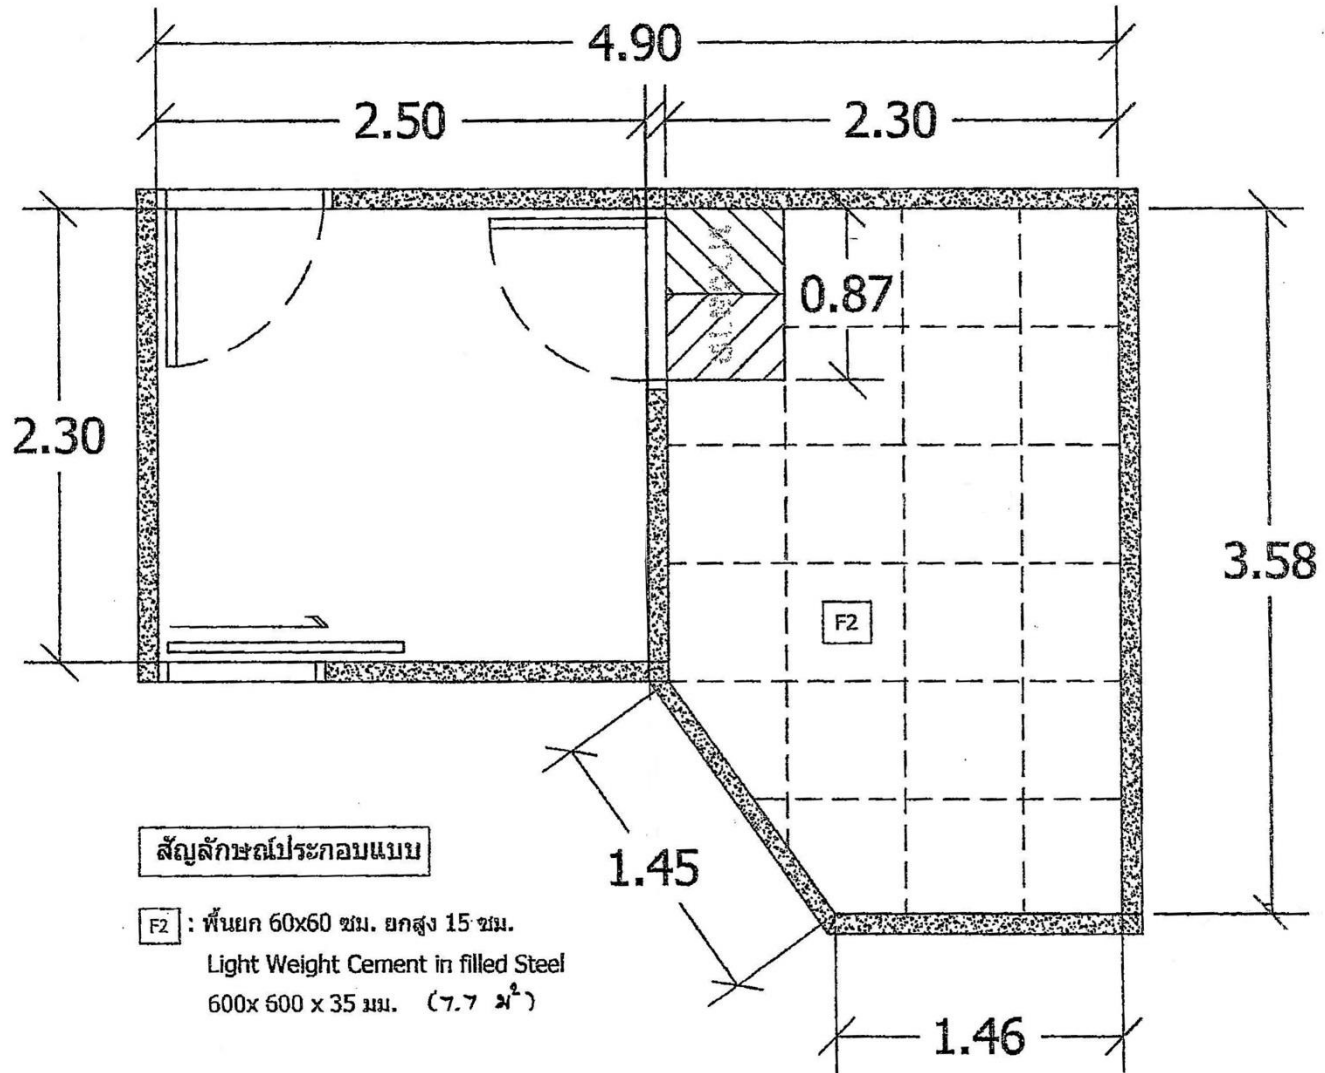 4.90
2.50
2.30
0.87
2.30
3.58
F2
1.45
สัญลักษณ์ประกอบแบบ
F2 : พื้นยก 60x60 ซม. ยกสูง 15 ซม.
Light Weight Cement in filled Steel
600x 600 x 35 มม. (7.7 ม²)
1.46